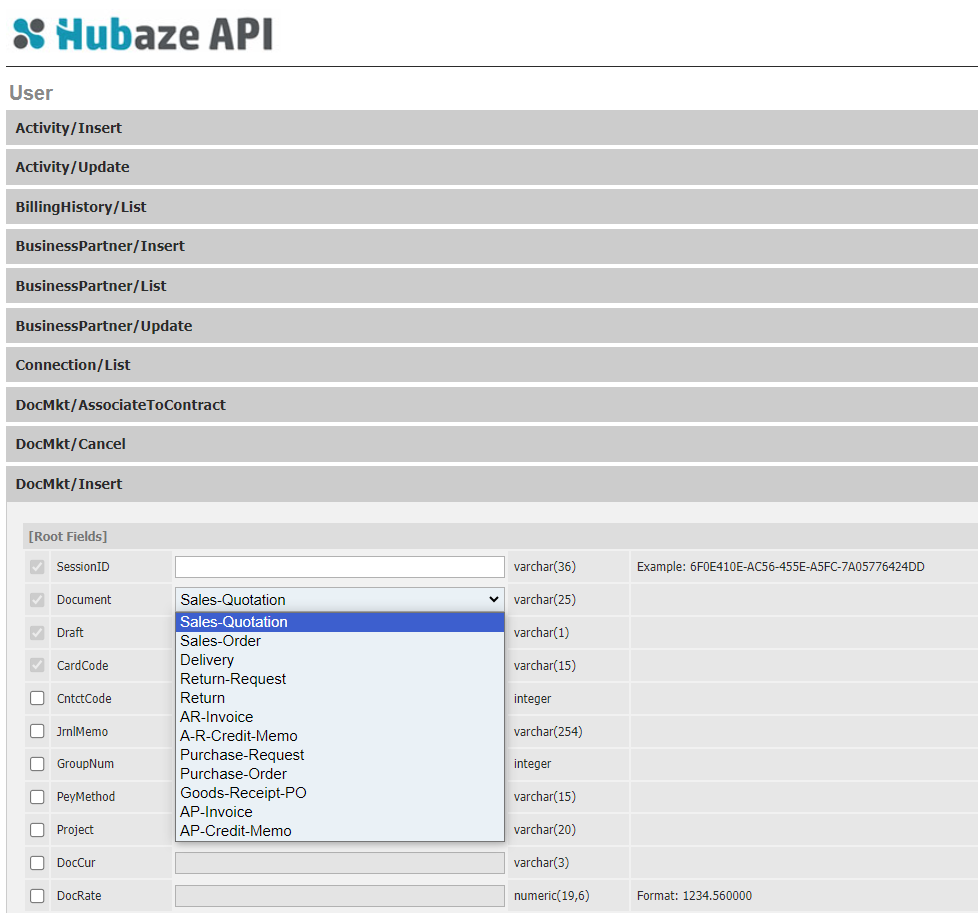 Hubaze API
User
Activity/Insert
Activity/Update
BillingHistory/List
BusinessPartner/Insert
BusinessPartner/List
BusinessPartner/Update
Connection/List
DocMkt/AssociateToContract
DocMkt/Cancel
DocMkt/Insert
[Root Fields]
SessionID varchar(36) Example: 6F0E410E-AC56-455E-A5FC-7A05776424DD
Document Sales-Quotation varchar(25)
Sales-Quotation
Draft varchar(1)
Sales-Order
Delivery
CardCode varchar(15)
Return-Request
CntctCode Return integer
AR-Invoice
JrnlMemo A-R-Credit-Memo varchar(254)
Purchase-Request
GroupNum integer
Purchase-Order
PeyMethod Goods-Receipt-PO varchar(15)
AP-Invoice
Project AP-Credit-Memo varchar(20)
DocCur varchar(3)
DocRate numeric(19,6) Format: 1234.560000